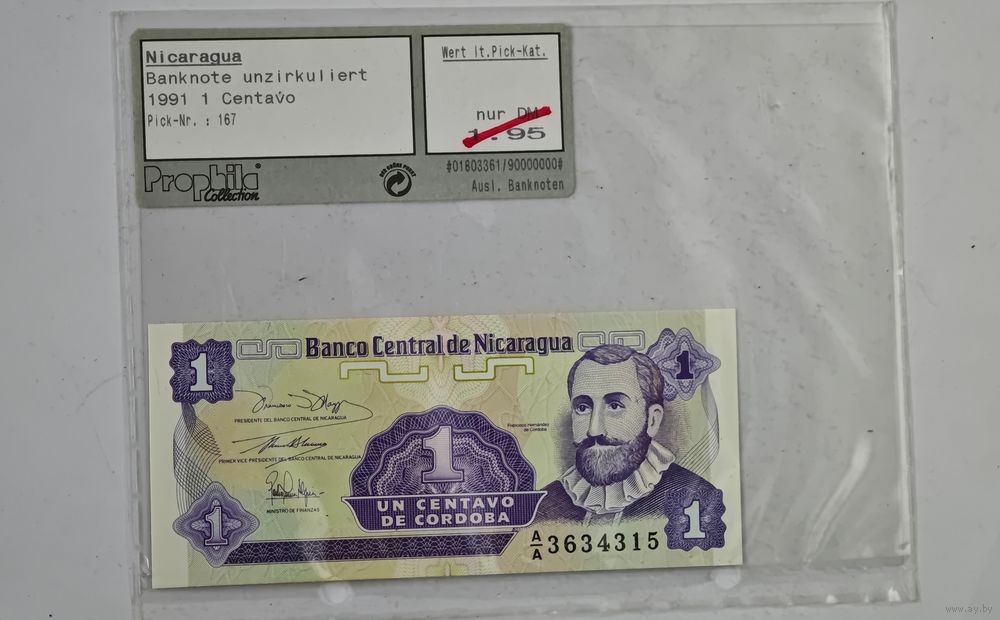 Nicaragua
Banknote unzirkuliert
1991 1 Centavo
Pick-Nr. : 167
Wert lt.Pick-Kat.
nur DM
1.95
Prophila®
Collection
DER GRÜNE PUNKT
#01803361/90000000#
Ausl. Banknoten
1
Banco Central de Nicaragua
1
PRESIDENTE DEL BANCO CENTRAL DE NICARAGUA
PRIMER VICE-PRESIDENTE DEL BANCO CENTRAL DE NICARAGUA
MINISTRO DE FINANZAS
Francisco Hernández
de Córdoba
1
UN CENTAVO
DE CORDOBA
1
1
A/A 3634315
www.ay.by